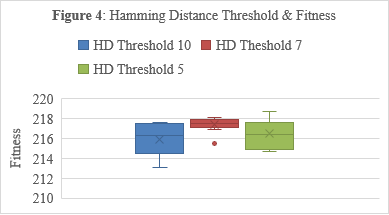 Figure 4: Hamming Distance Threshold & Fitness
HD Threshold 10 HD Theshold 7
HD Threshold 5
220
218
216
214
212
210
Fitness